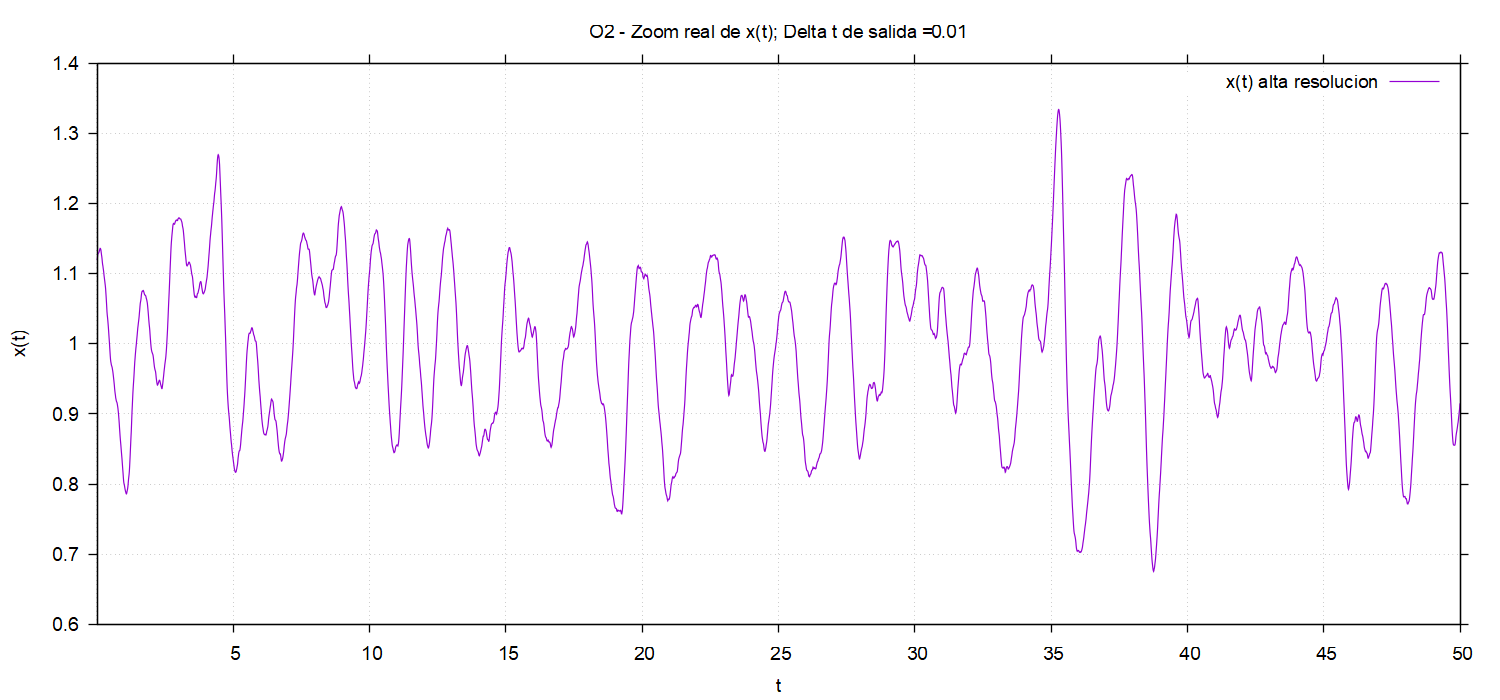 O2 - Zoom real de x(t); Delta t de salida =0.01
x(t) alta resolucion
1.4
1.3
1.2
1.1
1
0.9
0.8
0.7
0.6
x(t)
5 10 15 20 25 30 35 40 45 50
t